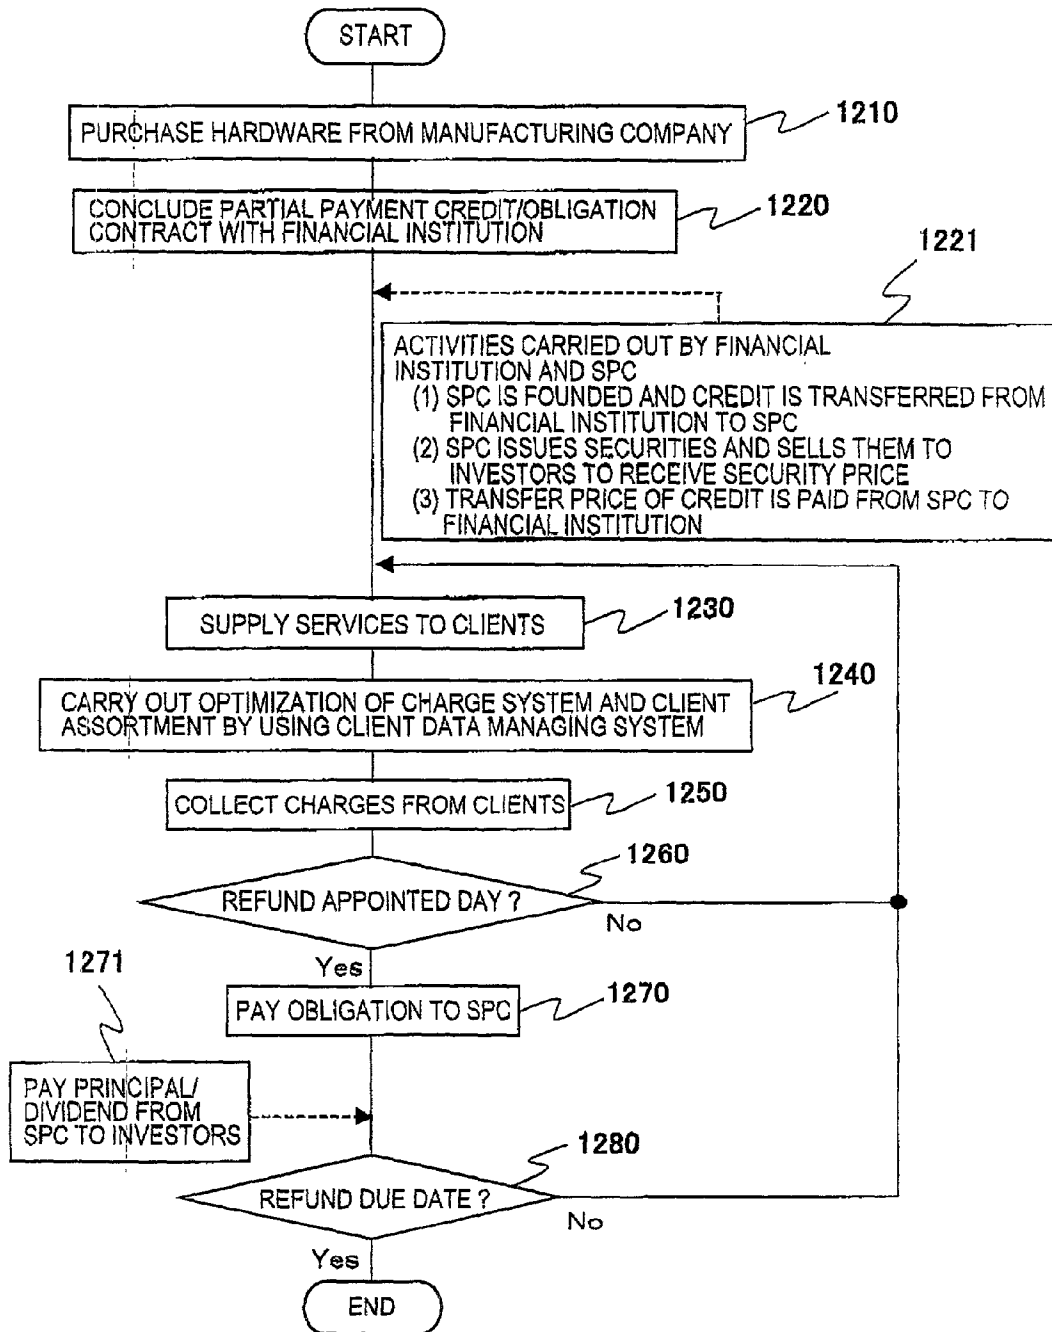 START
PURCHASE HARDWARE FROM MANUFACTURING COMPANY
1210
CONCLUDE PARTIAL PAYMENT CREDIT/OBLIGATION
CONTRACT WITH FINANCIAL INSTITUTION
1220
1221
ACTIVITIES CARRIED OUT BY FINANCIAL
INSTITUTION AND SPC
(1) SPC IS FOUNDED AND CREDIT IS TRANSFERRED FROM
FINANCIAL INSTITUTION TO SPC
(2) SPC ISSUES SECURITIES AND SELLS THEM TO
INVESTORS TO RECEIVE SECURITY PRICE
(3) TRANSFER PRICE OF CREDIT IS PAID FROM SPC TO
FINANCIAL INSTITUTION
SUPPLY SERVICES TO CLIENTS
1230
CARRY OUT OPTIMIZATION OF CHARGE SYSTEM AND CLIENT
ASSORTMENT BY USING CLIENT DATA MANAGING SYSTEM
1240
COLLECT CHARGES FROM CLIENTS
1250
REFUND APPOINTED DAY ?
1260
No
Yes
1271
PAY OBLIGATION TO SPC
1270
PAY PRINCIPAL/
DIVIDEND FROM
SPC TO INVESTORS
REFUND DUE DATE ?
1280
No
Yes
END